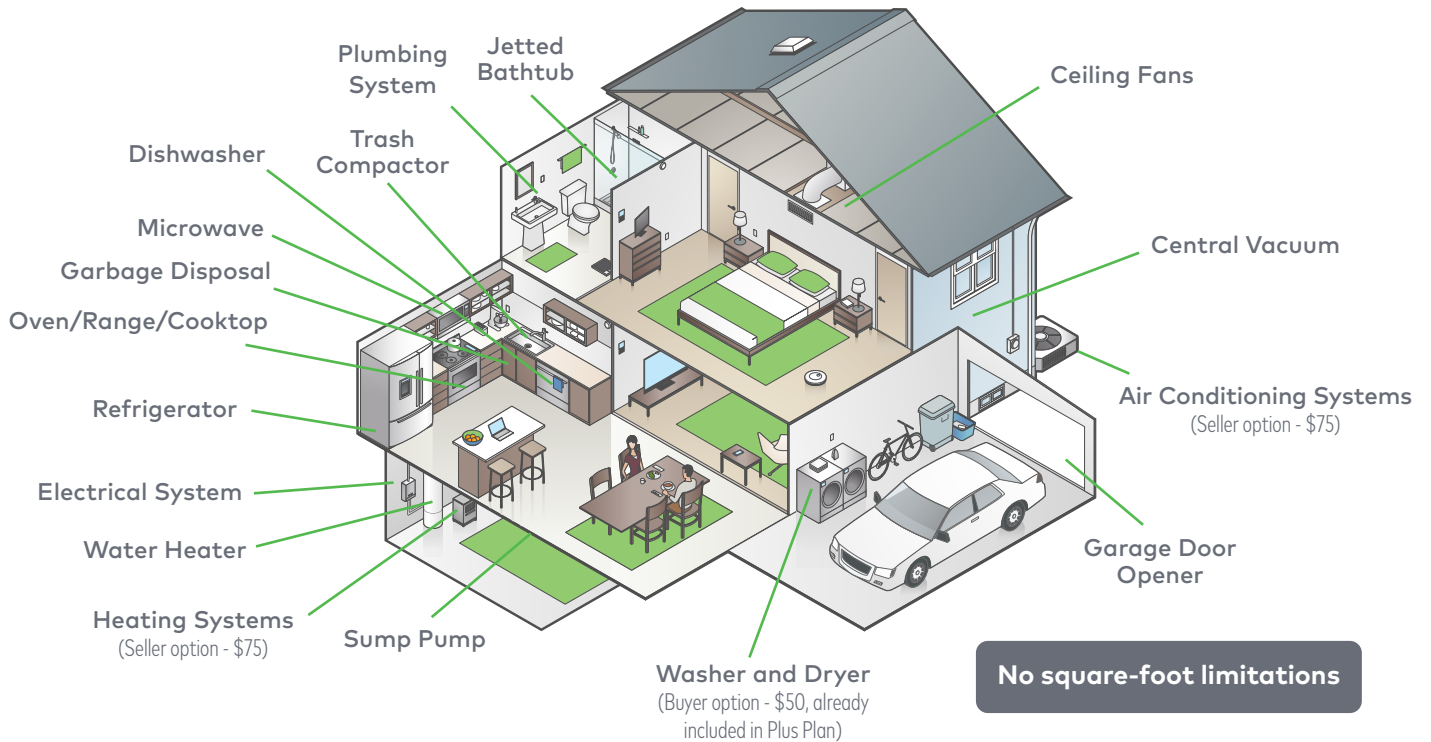 Plumbing
System
Jetted
Bathtub
Ceiling Fans
Trash
Compactor
Dishwasher
Microwave
Garbage Disposal
Oven/Range/Cooktop
Refrigerator
Electrical System
Water Heater
Heating Systems
(Seller option - $75)
Sump Pump
Washer and Dryer
(Buyer option - $50, already
included in Plus Plan)
Central Vacuum
Air Conditioning Systems
(Seller option - $75)
Garage Door
Opener
No square-foot limitations